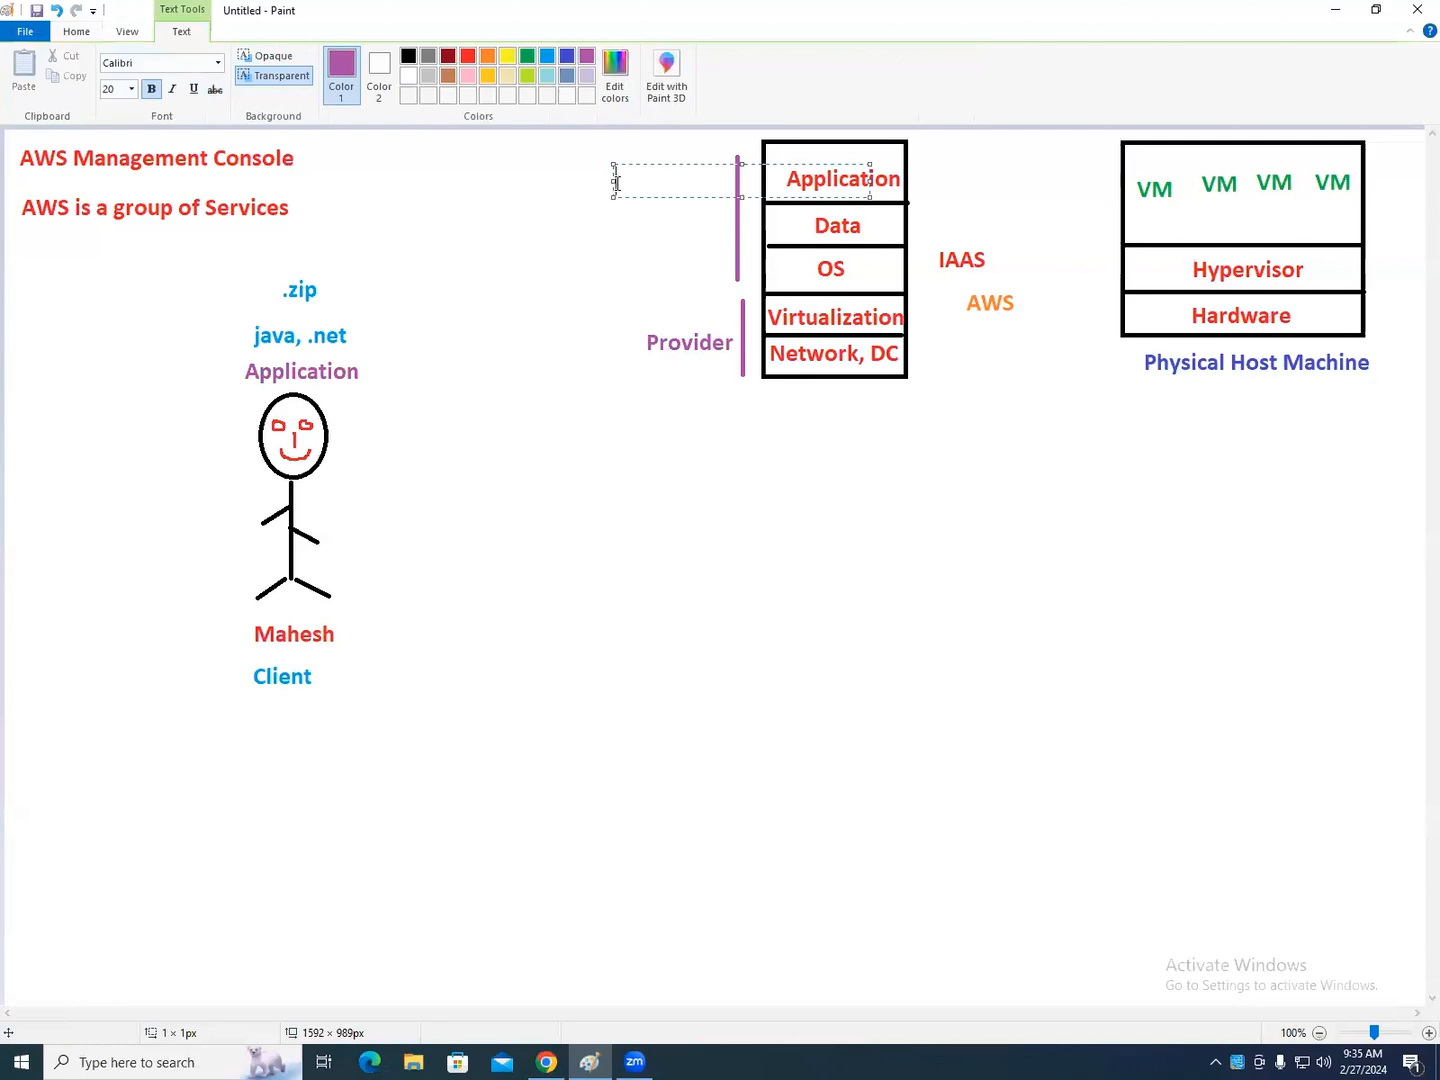 Text Tools
Untitled - Paint
File
Home
View
Text
Paste
Cut
Copy
Clipboard
Calibri
20
B
I
U
abc
Font
Opaque
Transparent
Background
Color 1
Color 2
Edit colors
Colors
Edit with Paint 3D
AWS Management Console
AWS is a group of Services
.zip
java, .net
Application
Mahesh
Client
Provider
Application
Data
OS
Virtualization
Network, DC
IAAS
AWS
VM VM VM VM
Hypervisor
Hardware
Physical Host Machine
Activate Windows
Go to Settings to activate Windows.
1 × 1px
1592 × 989px
100%
Type here to search
zm
9:35 AM
2/27/2024
1